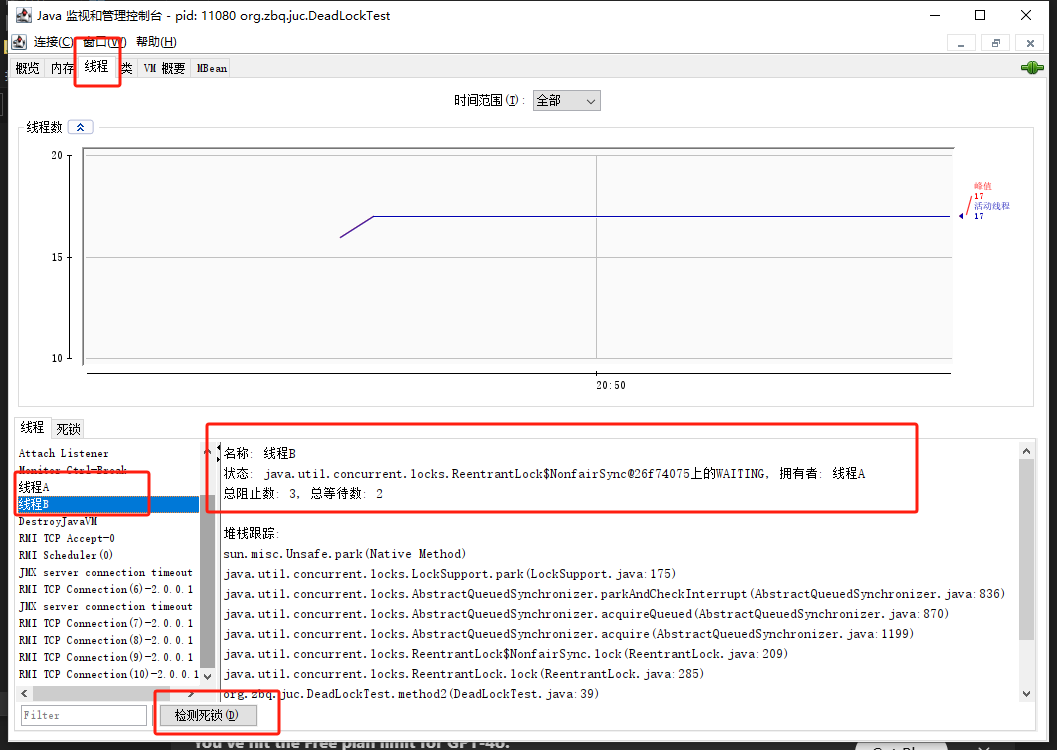 Java 监视和管理控制台 - pid: 11080 org.zbq.juc.DeadLockTest
连接(C) 窗口(W) 帮助(H)
概览 内存 线程 类 VM 概要 MBean
时间范围(I): 全部
线程数
20
15
10
峰值
17
活动线程
17
20:50
线程 死锁
Attach Listener
Monitor Ctrl-Break
线程A
线程B
DestroyJavaVM
RMI TCP Accept-0
RMI Scheduler(0)
JMX server connection timeout
RMI TCP Connection(6)-2.0.0.1
JMX server connection timeout
RMI TCP Connection(7)-2.0.0.1
RMI TCP Connection(8)-2.0.0.1
RMI TCP Connection(9)-2.0.0.1
RMI TCP Connection(10)-2.0.0.1
Filter
检测死锁(D)
名称: 线程B
状态: java.util.concurrent.locks.ReentrantLock$NonfairSync@26f74075上的WAITING, 拥有者: 线程A
总阻止数: 3, 总等待数: 2
堆栈跟踪:
sun.misc.Unsafe.park(Native Method)
java.util.concurrent.locks.LockSupport.park(LockSupport.java:175)
java.util.concurrent.locks.AbstractQueuedSynchronizer.parkAndCheckInterrupt(AbstractQueuedSynchronizer.java:836)
java.util.concurrent.locks.AbstractQueuedSynchronizer.acquireQueued(AbstractQueuedSynchronizer.java:870)
java.util.concurrent.locks.AbstractQueuedSynchronizer.acquire(AbstractQueuedSynchronizer.java:1199)
java.util.concurrent.locks.ReentrantLock$NonfairSync.lock(ReentrantLock.java:209)
java.util.concurrent.locks.ReentrantLock.lock(ReentrantLock.java:285)
org.zbq.juc.DeadLockTest.method2(DeadLockTest.java:39)
You've hit the Free plan limit for GPT-4o.